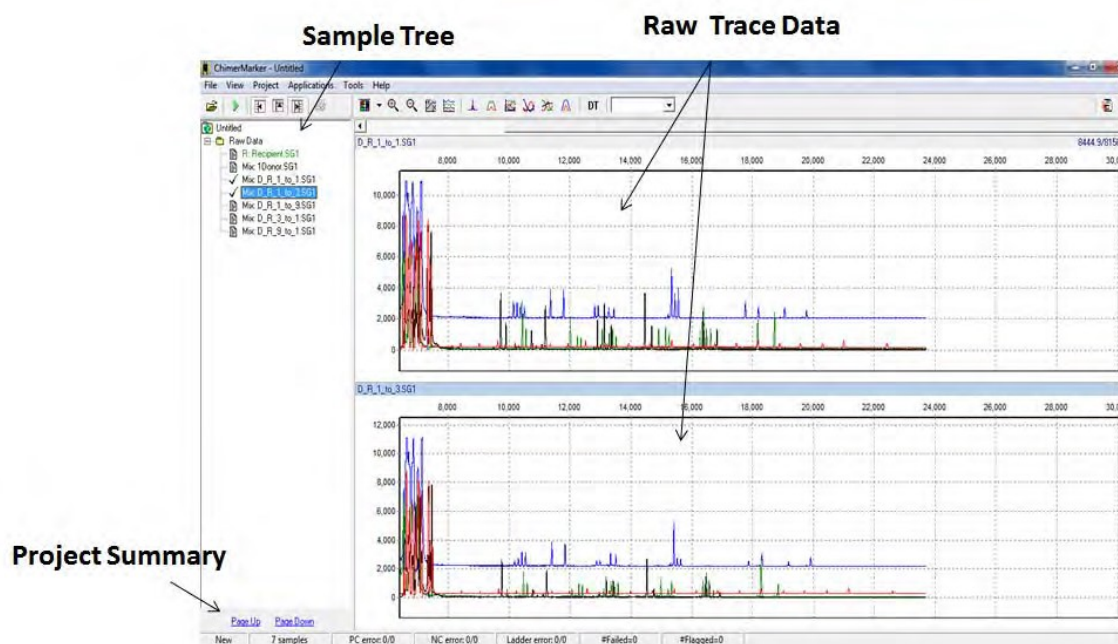 Sample Tree
Raw Trace Data
ChimerMarker - Untitled
File View Project Applications Tools Help
DT
Untitled
Raw Data
R: Recipient.SG1
Mix: 1Donor.SG1
Mix: D_R_1_to_1.SG1
Mix: D_R_1_to_3.SG1
Mix: D_R_1_to_9.SG1
Mix: D_R_3_to_1.SG1
Mix: D_R_9_to_1.SG1
D_R_1_to_1.SG1
8,000 10,000 12,000 14,000 16,000 18,000 20,000 22,000 24,000 26,000 28,000
10,000
8,000
6,000
4,000
2,000
0
D_R_1_to_3.SG1
8,000 10,000 12,000 14,000 16,000 18,000 20,000 22,000 24,000 26,000 28,000
12,000
10,000
8,000
6,000
4,000
2,000
0
Project Summary
Page Up Page Down
New 7 samples PC error: 0/0 NC error: 0/0 Ladder error: 0/0 #Failed=0 #Flagged=0